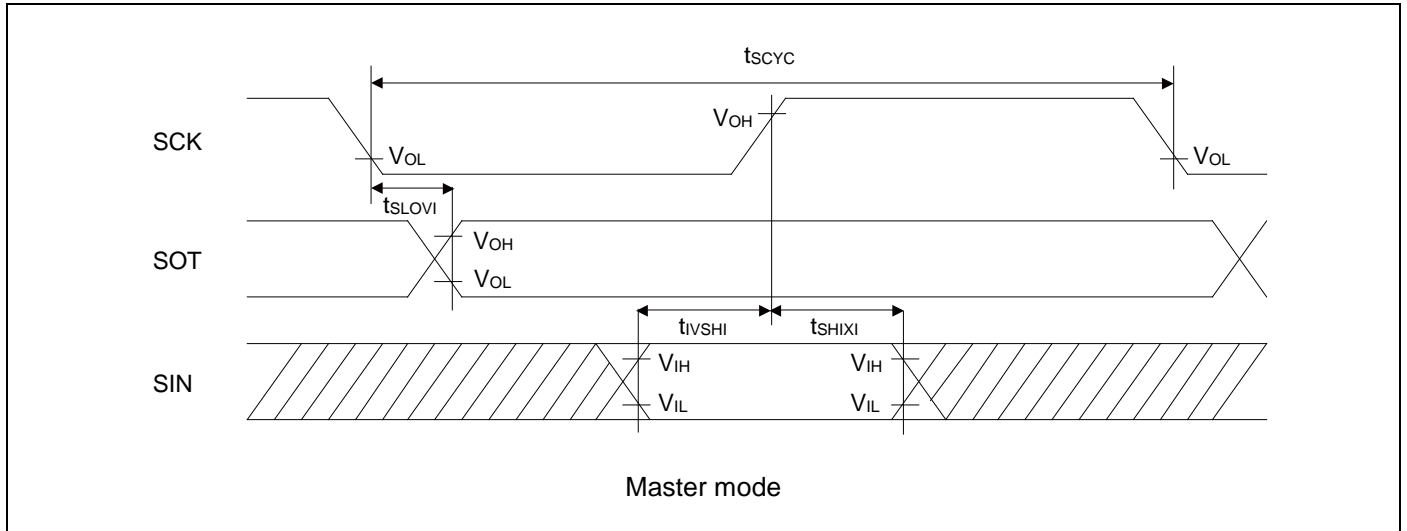 tSCYC
SCK
VOH
VOL
VOL
tSLOVI
SOT
VOH
VOL
tIVSHI
tSHIXI
SIN
VIH
VIH
VIL
VIL
Master mode